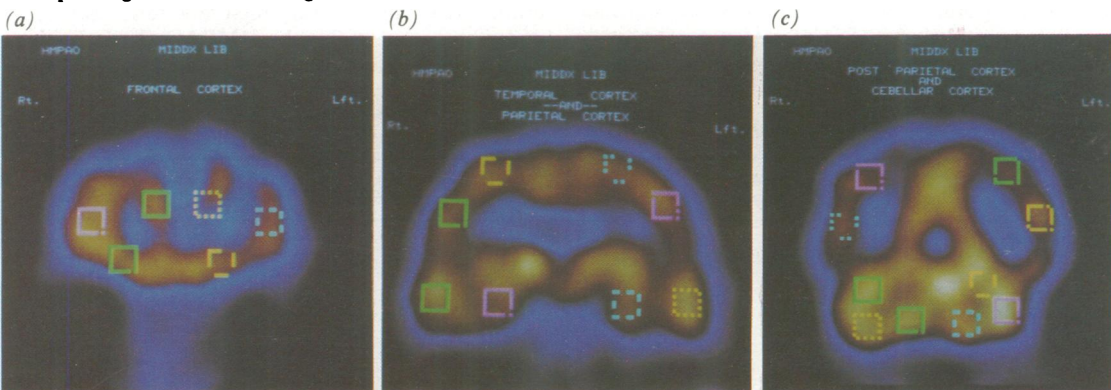 (a)
HMPAO MIDDX LIB
FRONTAL CORTEX
Rt. Lft.
(b)
HMPAO MIDDX LIB
TEMPORAL CORTEX
--AND--
PARIETAL CORTEX
Rt. Lft.
(c)
HMPAO MIDDX LIB
POST PARIETAL CORTEX
AND
CEBELLAR CORTEX
Rt. Lft.